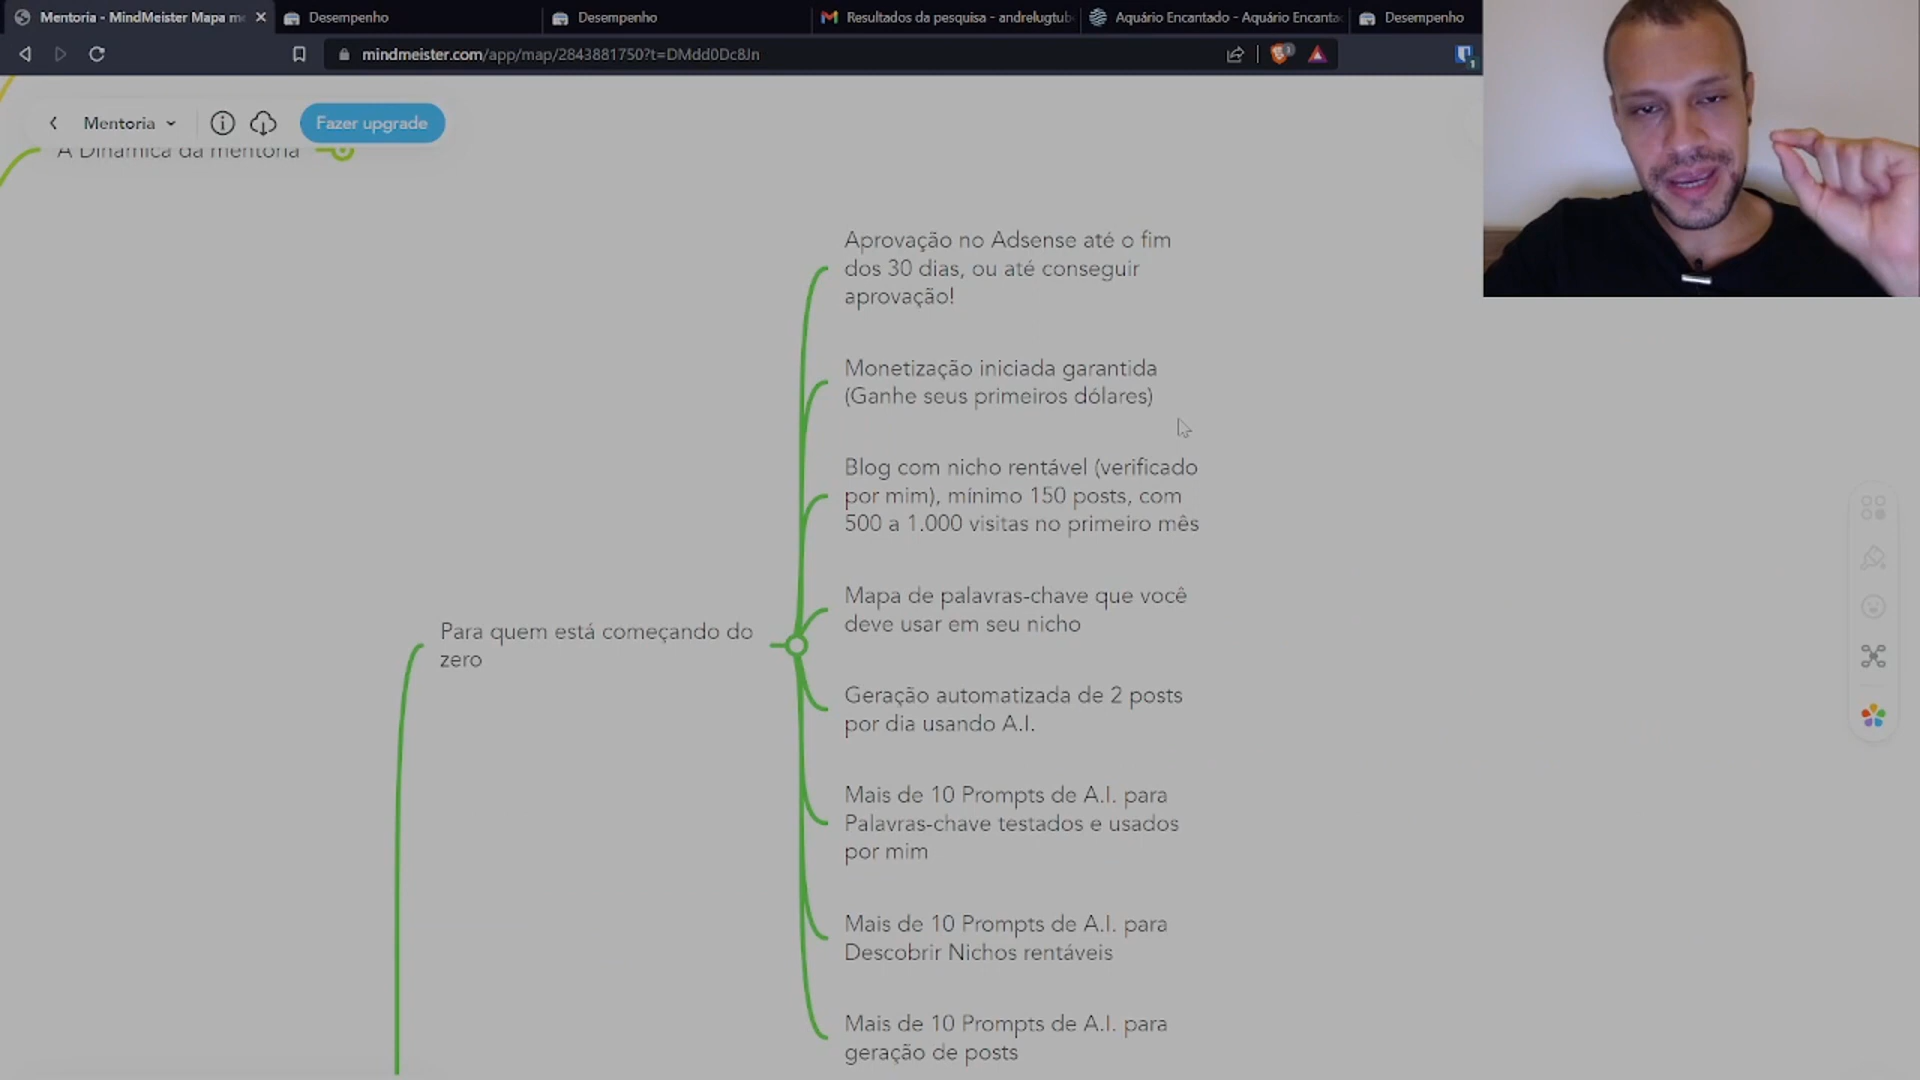 Mentoria - MindMeister Mapa me
Desempenho
Desempenho
Resultados da pesquisa - andrelugtub
Aquário Encantado - Aquário Encanta
Desempenho
mindmeister.com/app/map/2843881750?t=DMdd0Dc8Jn
3
1
Mentoria
Fazer upgrade
A Dinâmica da mentoria
Aprovação no Adsense até o fim
dos 30 dias, ou até conseguir
aprovação!
Monetização iniciada garantida
(Ganhe seus primeiros dólares)
Blog com nicho rentável (verificado
por mim), mínimo 150 posts, com
500 a 1.000 visitas no primeiro mês
Mapa de palavras-chave que você
deve usar em seu nicho
Para quem está começando do
zero
Geração automatizada de 2 posts
por dia usando A.I.
Mais de 10 Prompts de A.I. para
Palavras-chave testados e usados
por mim
Mais de 10 Prompts de A.I. para
Descobrir Nichos rentáveis
Mais de 10 Prompts de A.I. para
geração de posts